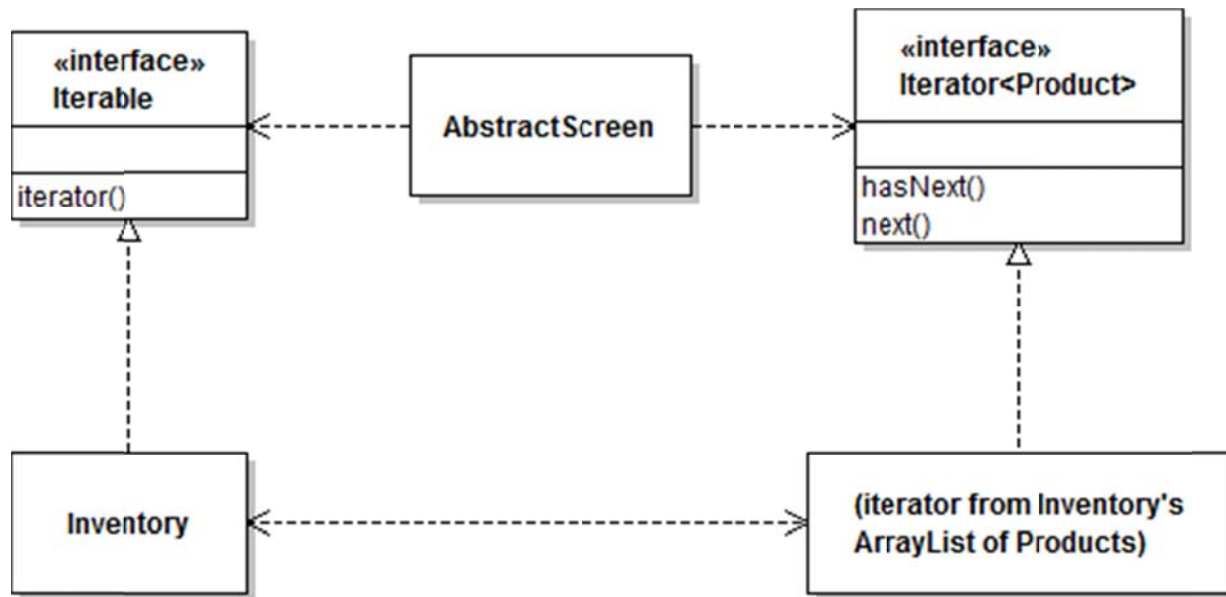 «interface»
Iterable
iterator()
AbstractScreen
«interface»
Iterator<Product>
hasNext()
next()
Inventory
(iterator from Inventory's
ArrayList of Products)